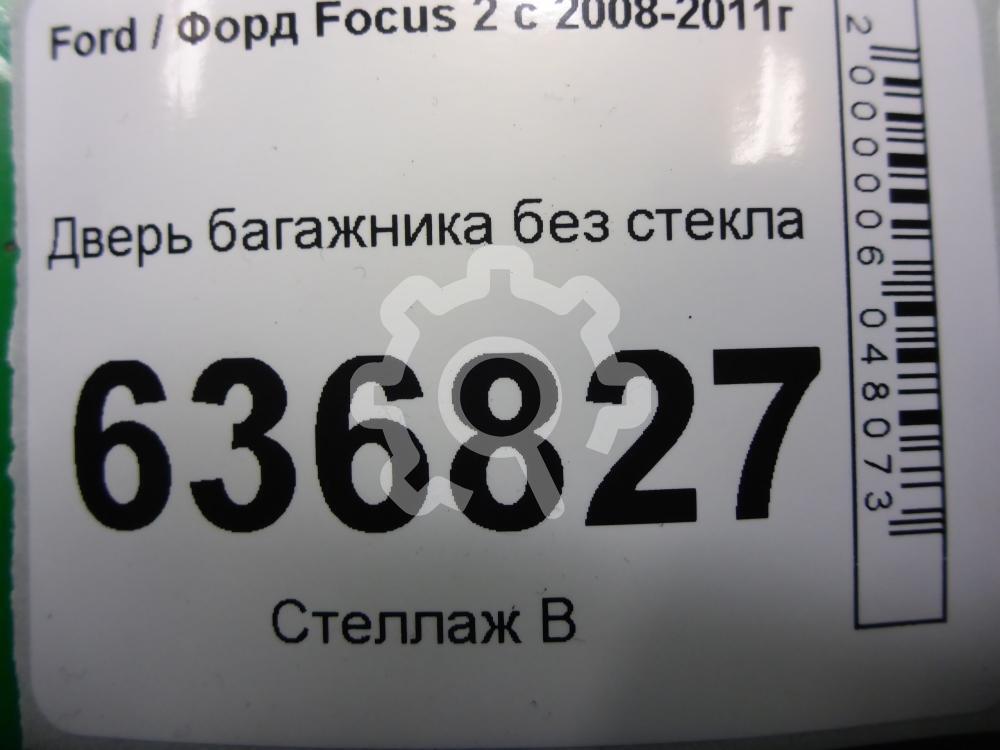 Ford / Форд Focus 2 с 2008-2011г
Дверь багажника без стекла
636827
Стеллаж В
2000006048073